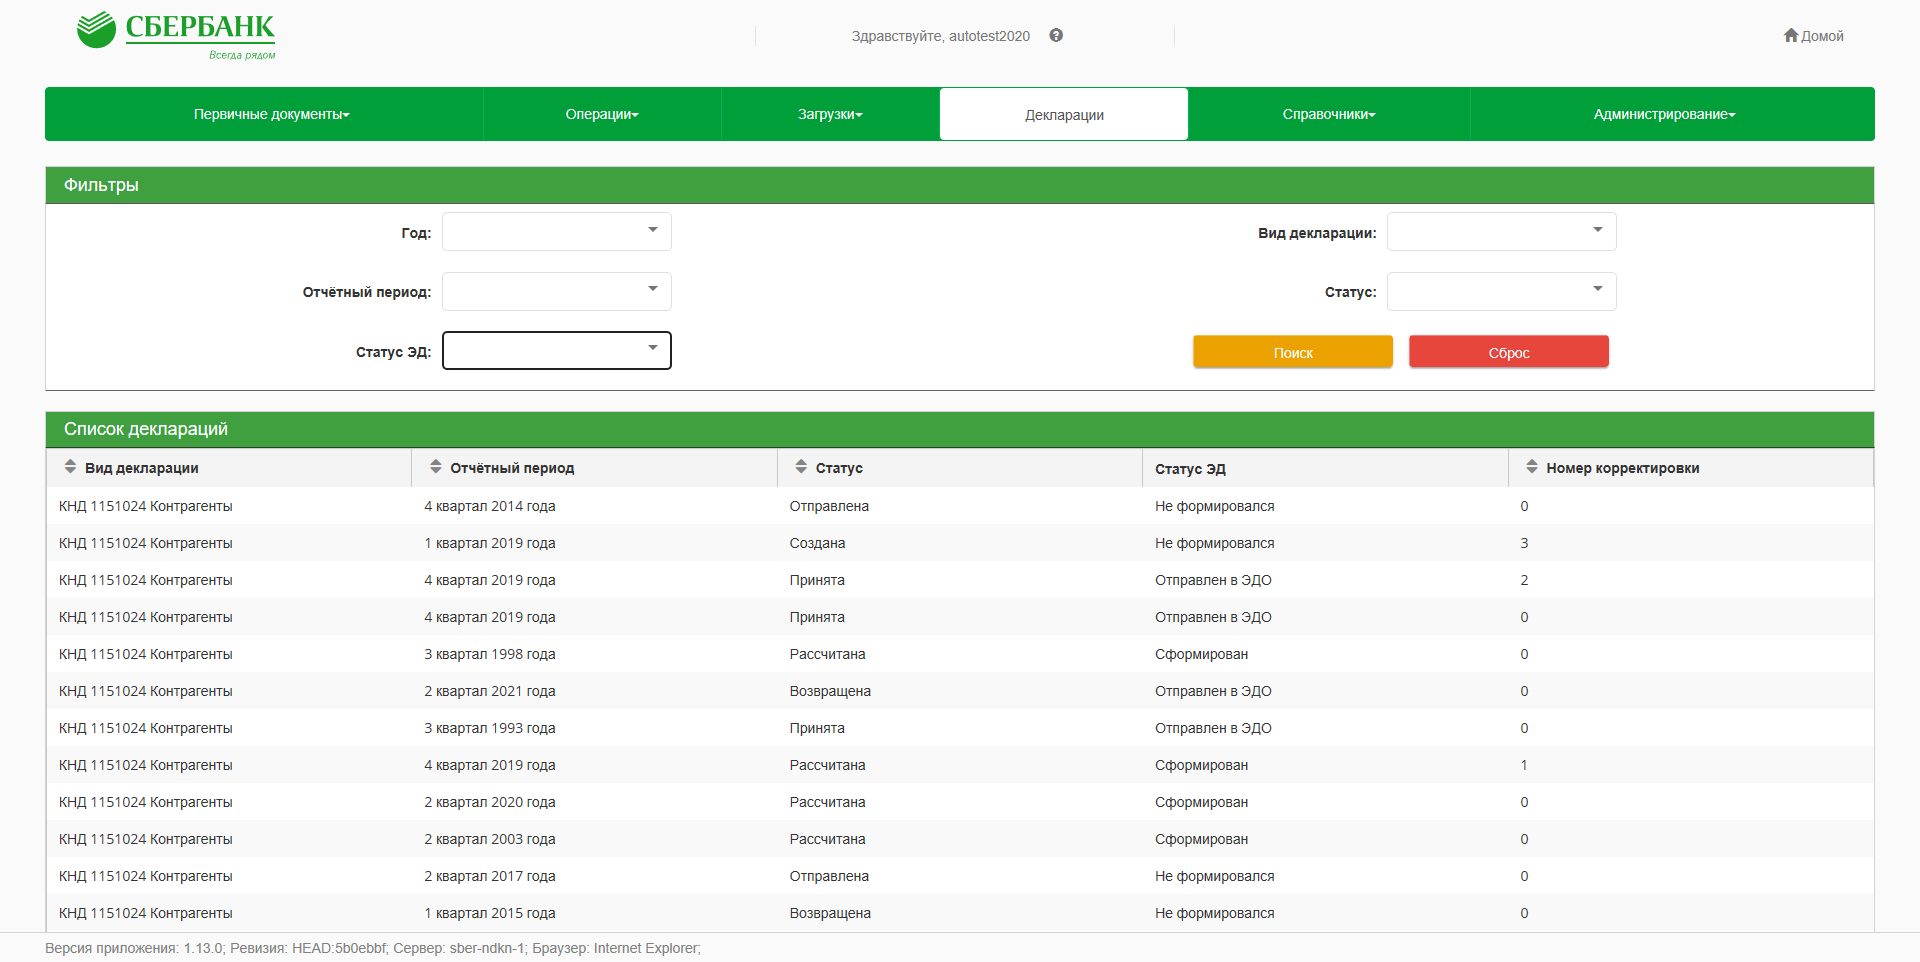 СБЕРБАНК
Всегда рядом
Здравствуйте, autotest2020
Домой
Первичные документы
Операции
Загрузки
Декларации
Справочники
Администрирование
Фильтры
Год:
Вид декларации:
Отчётный период:
Статус:
Статус ЭД:
Поиск
Сброс
Список деклараций
Вид декларации Отчётный период Статус Статус ЭД Номер корректировки
КНД 1151024 Контрагенты 4 квартал 2014 года Отправлена Не формировался 0
КНД 1151024 Контрагенты 1 квартал 2019 года Создана Не формировался 3
КНД 1151024 Контрагенты 4 квартал 2019 года Принята Отправлен в ЭДО 2
КНД 1151024 Контрагенты 4 квартал 2019 года Принята Отправлен в ЭДО 0
КНД 1151024 Контрагенты 3 квартал 1998 года Рассчитана Сформирован 0
КНД 1151024 Контрагенты 2 квартал 2021 года Возвращена Отправлен в ЭДО 0
КНД 1151024 Контрагенты 3 квартал 1993 года Принята Отправлен в ЭДО 0
КНД 1151024 Контрагенты 4 квартал 2019 года Рассчитана Сформирован 1
КНД 1151024 Контрагенты 2 квартал 2020 года Рассчитана Сформирован 0
КНД 1151024 Контрагенты 2 квартал 2003 года Рассчитана Сформирован 0
КНД 1151024 Контрагенты 2 квартал 2017 года Отправлена Не формировался 0
КНД 1151024 Контрагенты 1 квартал 2015 года Возвращена Не формировался 0
Версия приложения: 1.13.0; Ревизия: HEAD:5b0ebbf; Сервер: sber-ndkn-1; Браузер: Internet Explorer;